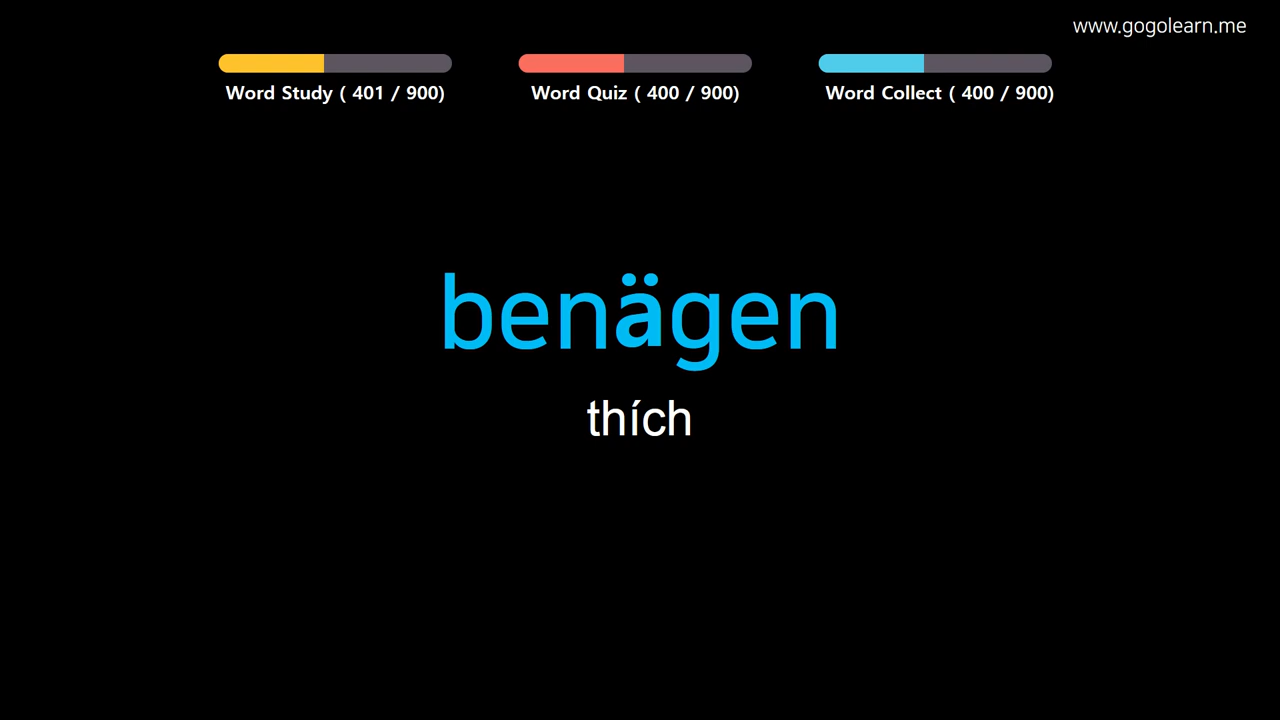 www.gogolearn.me
Word Study ( 401 / 900)
Word Quiz ( 400 / 900)
Word Collect ( 400 / 900)
benägen
thích